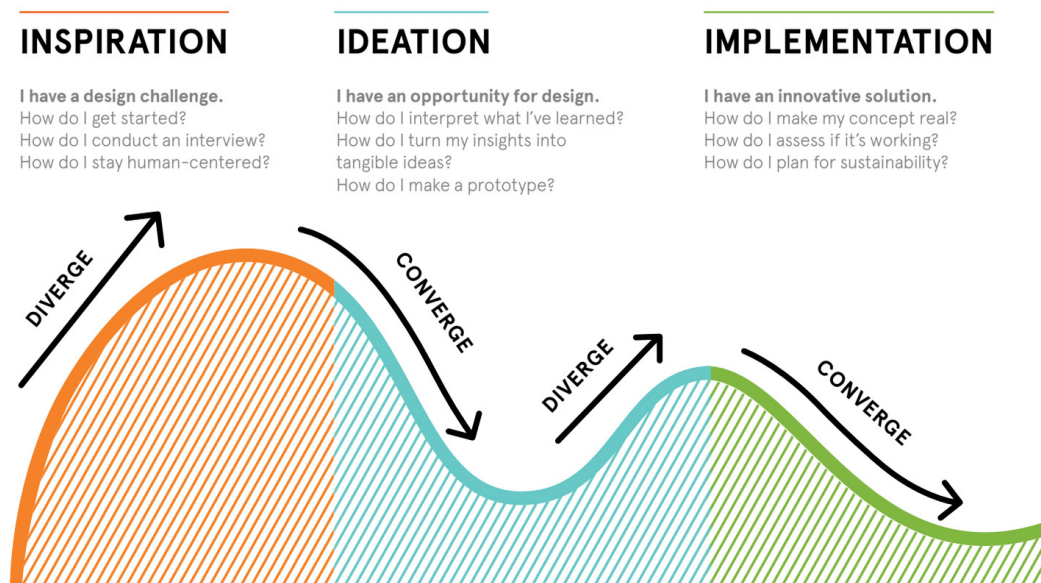 INSPIRATION
I have a design challenge.
How do I get started?
How do I conduct an interview?
How do I stay human-centered?
IDEATION
I have an opportunity for design.
How do I interpret what I've learned?
How do I turn my insights into
tangible ideas?
How do I make a prototype?
IMPLEMENTATION
I have an innovative solution.
How do I make my concept real?
How do I assess if it's working?
How do I plan for sustainability?
DIVERGE
CONVERGE
DIVERGE
CONVERGE